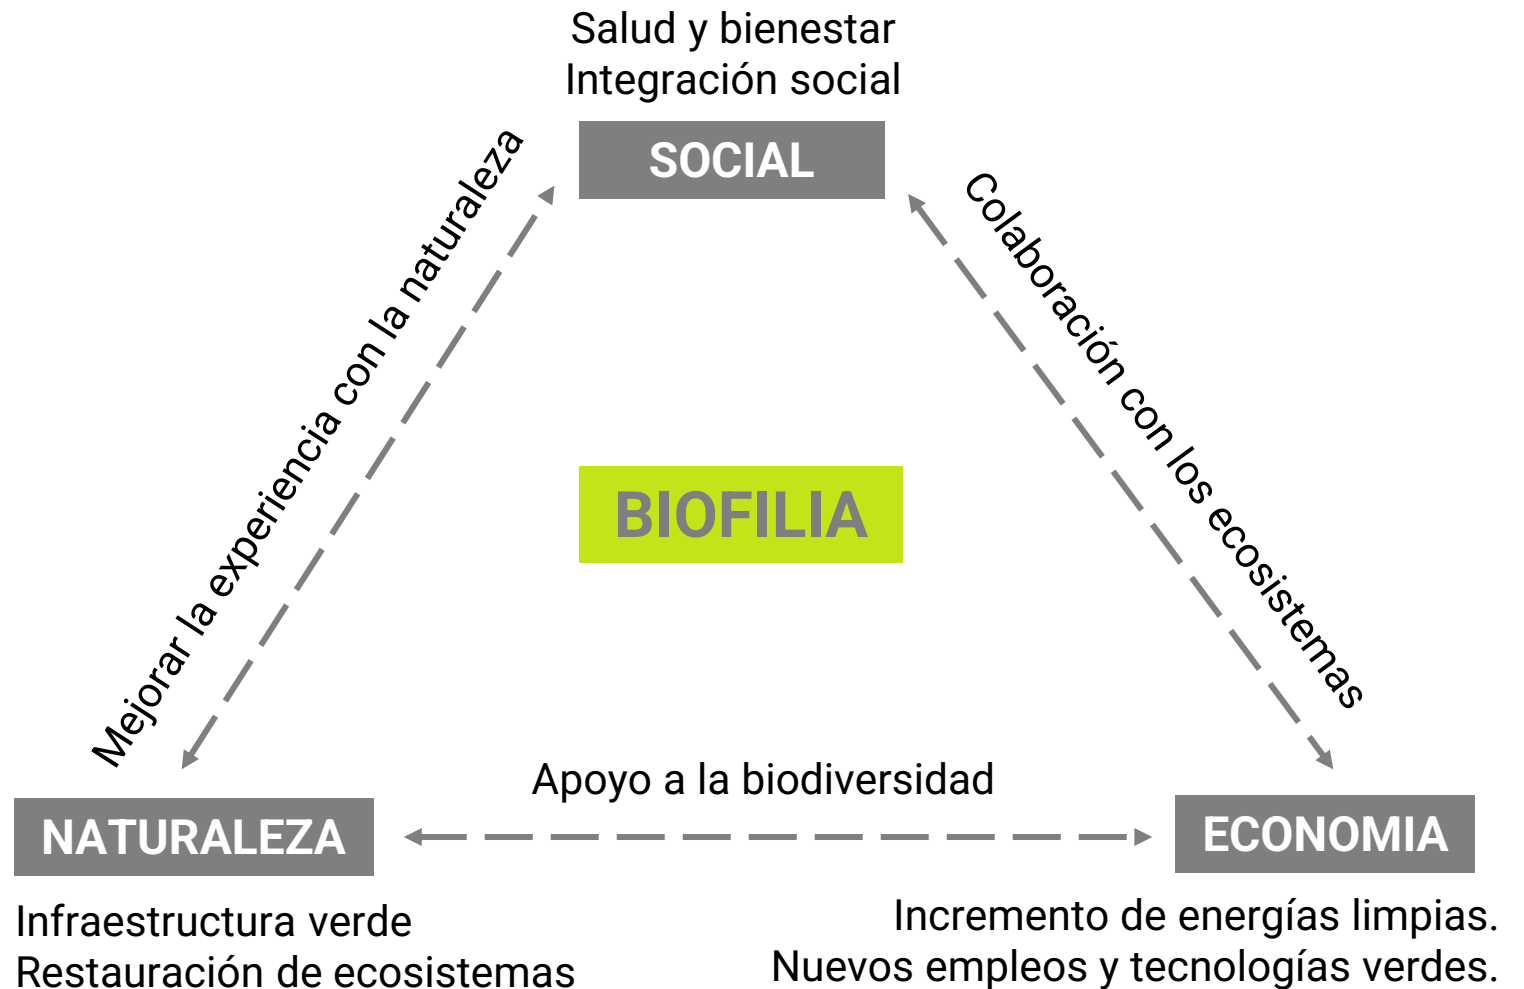 Salud y bienestar
Integración social
SOCIAL
Mejorar la experiencia con la naturaleza
Colaboración con los ecosistemas
BIOFILIA
Apoyo a la biodiversidad
NATURALEZA
ECONOMIA
Infraestructura verde
Restauración de ecosistemas
Incremento de energías limpias.
Nuevos empleos y tecnologías verdes.